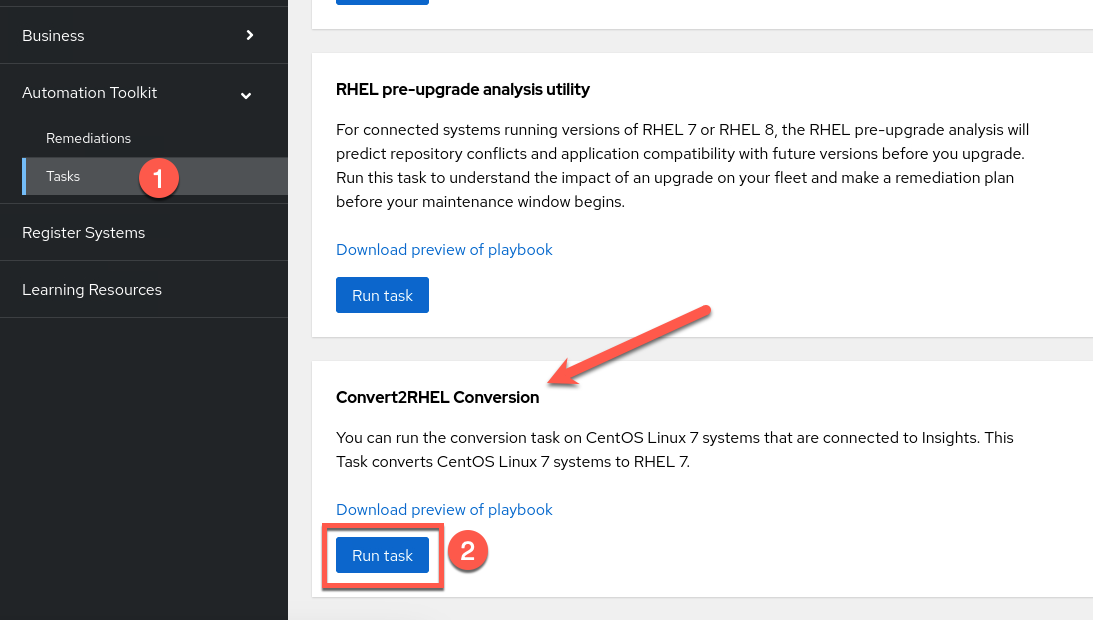 Business
Automation Toolkit
Remediations
Tasks
1
Register Systems
Learning Resources
RHEL pre-upgrade analysis utility
For connected systems running versions of RHEL 7 or RHEL 8, the RHEL pre-upgrade analysis will
predict repository conflicts and application compatibility with future versions before you upgrade.
Run this task to understand the impact of an upgrade on your fleet and make a remediation plan
before your maintenance window begins.
Download preview of playbook
Run task
Convert2RHEL Conversion
You can run the conversion task on CentOS Linux 7 systems that are connected to Insights. This
Task converts CentOS Linux 7 systems to RHEL 7.
Download preview of playbook
Run task
2